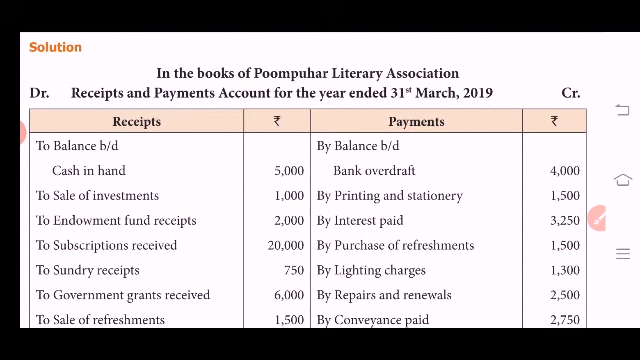 Solution
In the books of Poompuhar Literary Association
Dr. Receipts and Payments Account for the year ended 31st March, 2019 Cr.
Receipts ₹ Payments ₹
To Balance b/d By Balance b/d
Cash in hand 5,000 Bank overdraft 4,000
To Sale of investments 1,000 By Printing and stationery 1,500
To Endowment fund receipts 2,000 By Interest paid 3,250
To Subscriptions received 20,000 By Purchase of refreshments 1,500
To Sundry receipts 750 By Lighting charges 1,300
To Government grants received 6,000 By Repairs and renewals 2,500
To Sale of refreshments 1,500 By Conveyance paid 2,750